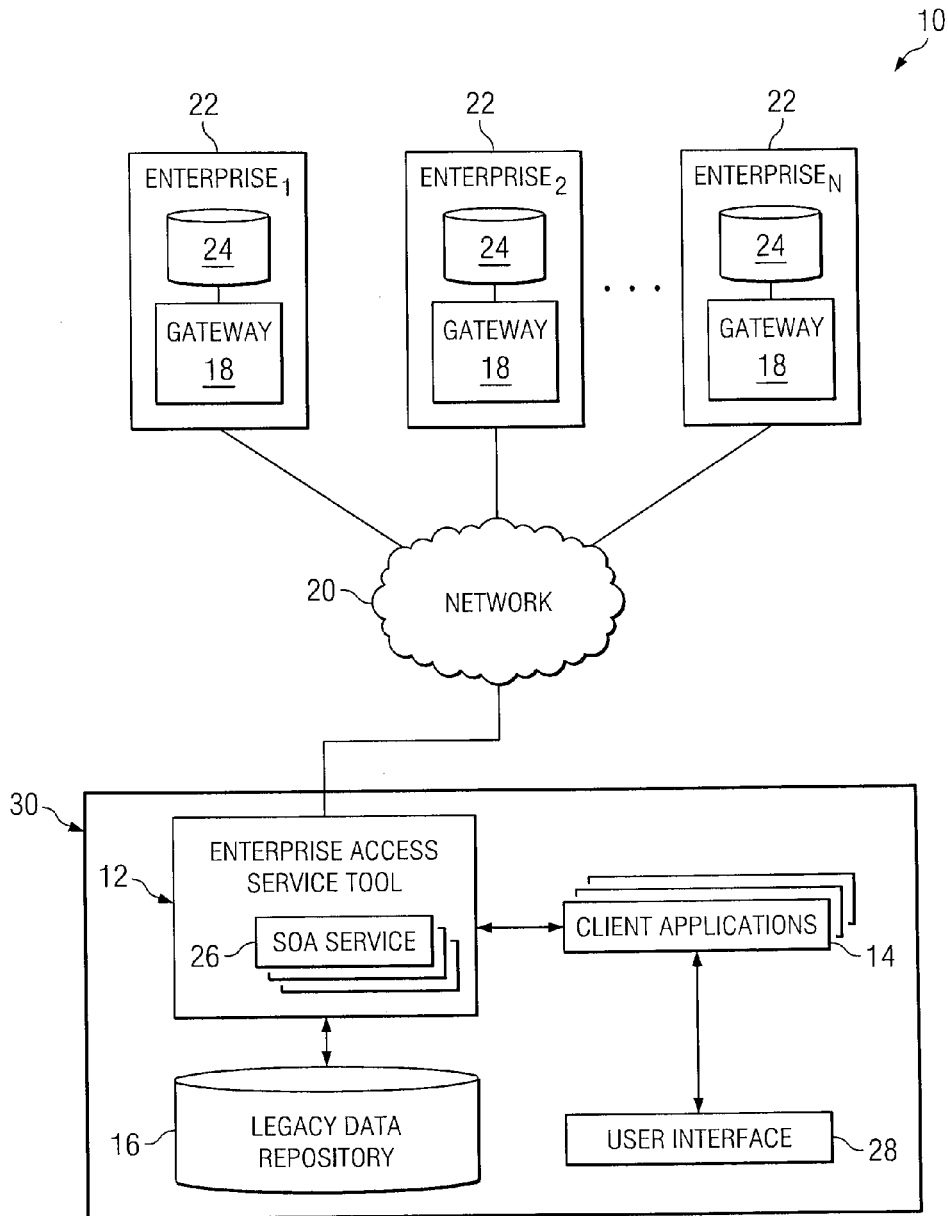 10
22 22 22
ENTERPRISE1 ENTERPRISE2 ENTERPRISEN
24 24 24
. . .
GATEWAY GATEWAY GATEWAY
18 18 18
20
NETWORK
30
12
ENTERPRISE ACCESS
SERVICE TOOL
26
SOA SERVICE
CLIENT APPLICATIONS
14
16
LEGACY DATA
REPOSITORY
USER INTERFACE
28